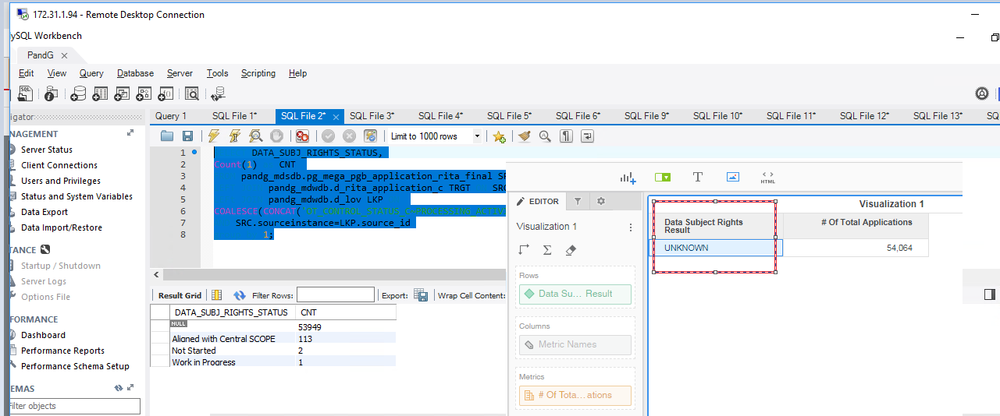 172.31.1.94 - Remote Desktop Connection
ySQL Workbench
PandG
Edit View Query Database Server Tools Scripting Help
SQL
igator
NAGEMENT
Server Status
Client Connections
Users and Privileges
Status and System Variables
Data Export
Data Import/Restore
TANCE
Startup / Shutdown
Server Logs
Options File
FORMANCE
Dashboard
Performance Reports
Performance Schema Setup
EMAS
Filter objects
Query 1 SQL File 1* SQL File 2* SQL File 3* SQL File 4* SQL File 5* SQL File 6* SQL File 9* SQL File 10* SQL File 11* SQL File 12* SQL File 13* SQ
Limit to 1000 rows
1 DATA_SUBJ_RIGHTS_STATUS,
2 Count(1) CNT
3 pandg_mdsdb.pg_mega_pgb_application_rita_final SR
4 pandg_mdwdb.d_rita_application_c TRGT SRC
5 pandg_mdwdb.d_lov LKP
6 COALESCE(CONCAT(
7 SRC.sourceinstance=LKP.source_id
8 1;
Result Grid Filter Rows: Export: Wrap Cell Content:
DATA_SUBJ_RIGHTS_STATUS CNT
NULL 53949
Aligned with Central SCOPE 113
Not Started 2
Work in Progress 1
T
HTML
EDITOR
Visualization 1
Rows
Data Su... Result
Columns
Metric Names
Metrics
# Of Tota...ations
Visualization 1
Data Subject Rights Result # Of Total Applications
UNKNOWN 54,064